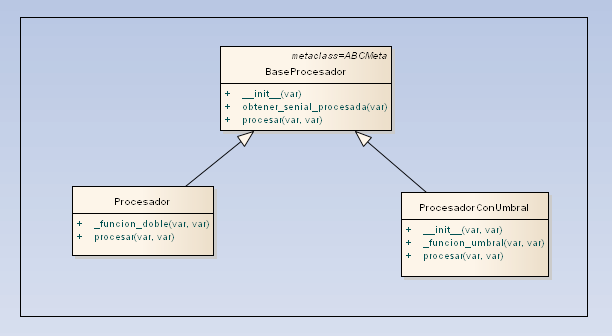 metaclass=ABCMeta
BaseProcesador
+ __init__(var)
+ obtener_senial_procesada(var)
+ procesar(var, var)
Procesador
+ _funcion_doble(var, var)
+ procesar(var, var)
ProcesadorConUmbral
+ __init__(var, var)
+ _funcion_umbral(var, var)
+ procesar(var, var)